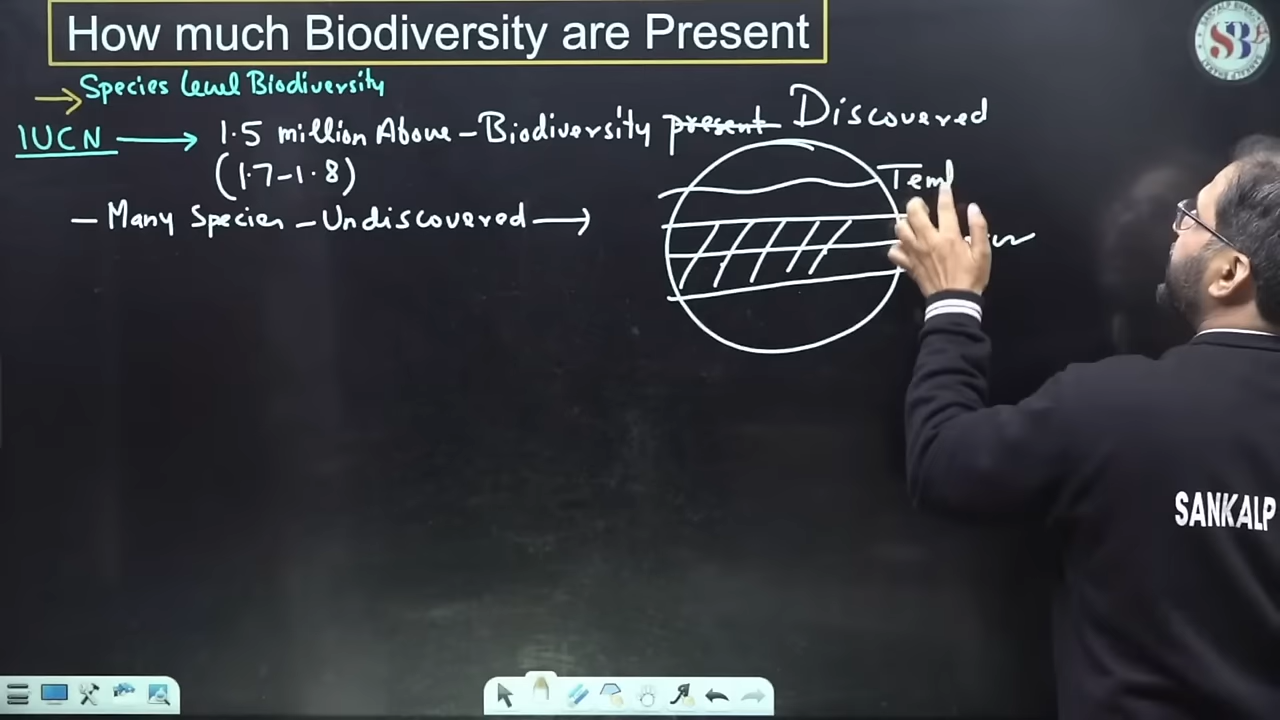 How much Biodiversity are Present
Species level Biodiversity
IUCN → 1.5 million Above - Biodiversity present Discovered
(1.7-1.8)
- Many Species - Undiscovered →
Tem
SB
SANKALP